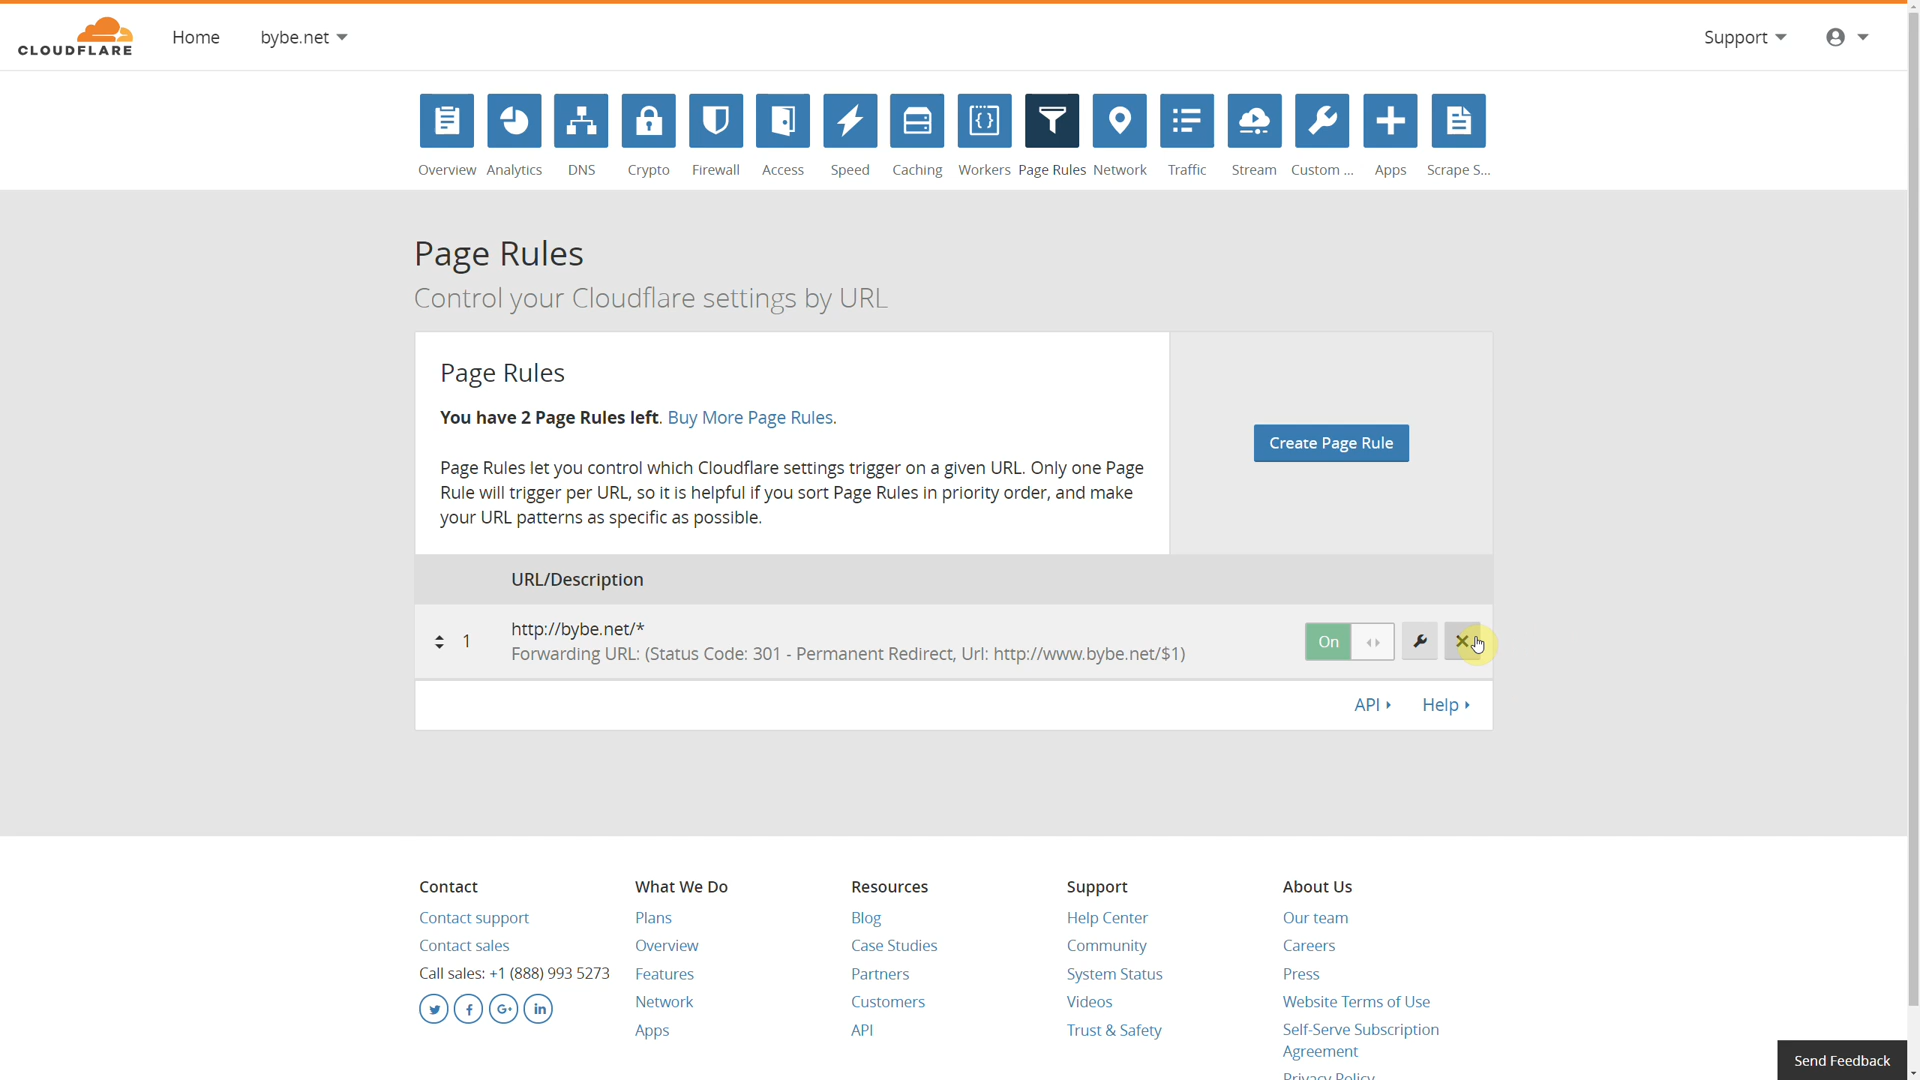 CLOUDFLARE
Home
bybe.net
Support
Overview
Analytics
DNS
Crypto
Firewall
Access
Speed
Caching
Workers
Page Rules
Network
Traffic
Stream
Custom ...
Apps
Scrape S...
Page Rules
Control your Cloudflare settings by URL
Page Rules
You have 2 Page Rules left. Buy More Page Rules.
Page Rules let you control which Cloudflare settings trigger on a given URL. Only one Page
Rule will trigger per URL, so it is helpful if you sort Page Rules in priority order, and make
your URL patterns as specific as possible.
Create Page Rule
URL/Description
1
http://bybe.net/*
Forwarding URL: (Status Code: 301 - Permanent Redirect, Url: http://www.bybe.net/$1)
On
API
Help
Contact
Contact support
Contact sales
Call sales: +1 (888) 993 5273
What We Do
Plans
Overview
Features
Network
Apps
Resources
Blog
Case Studies
Partners
Customers
API
Support
Help Center
Community
System Status
Videos
Trust & Safety
About Us
Our team
Careers
Press
Website Terms of Use
Self-Serve Subscription
Agreement
Privacy Policy
Send Feedback